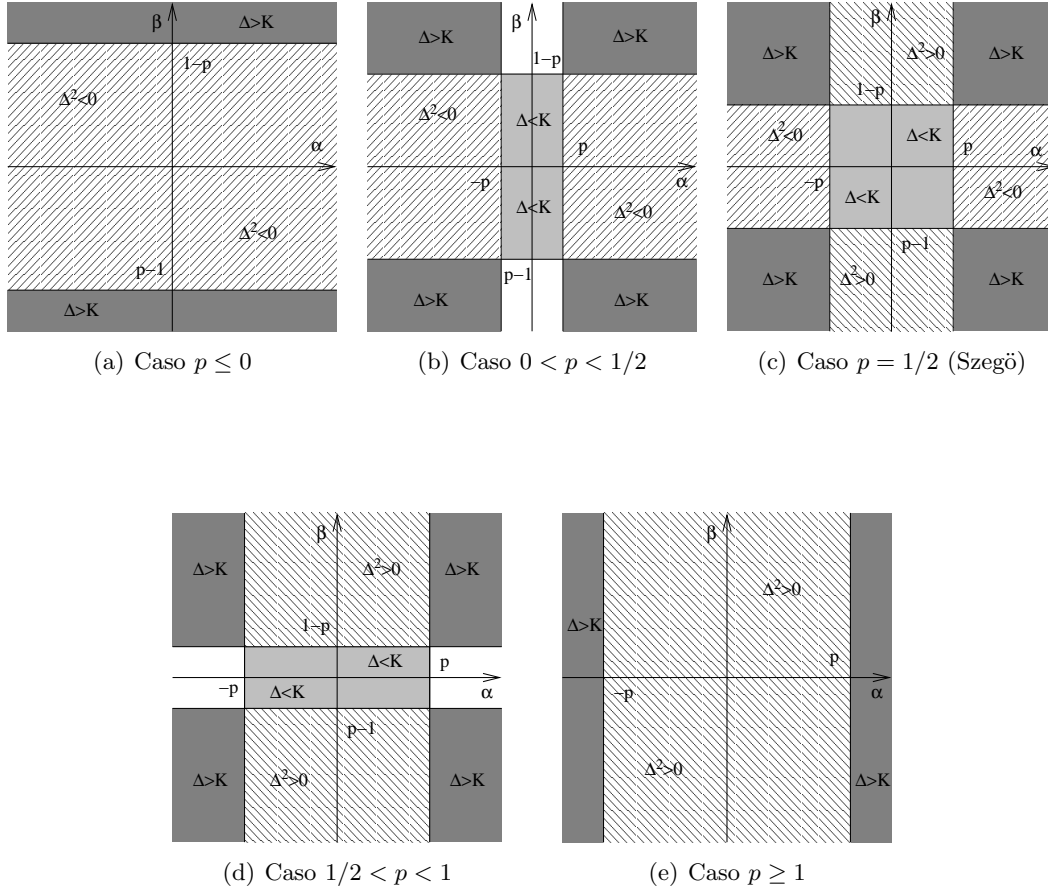 β Δ>K
1−p
Δ²<0
α
Δ²<0
p−1
Δ>K
(a) Caso p ≤ 0
β
Δ>K 1−p Δ>K
Δ²<0 Δ<K
p
−p α
Δ<K Δ²<0
p−1
Δ>K Δ>K
(b) Caso 0 < p < 1/2
β
Δ>K Δ²>0 Δ>K
1−p
Δ²<0 Δ<K p α
−p Δ<K Δ²<0
p−1
Δ>K Δ²>0 Δ>K
(c) Caso p = 1/2 (Szegö)
β
Δ>K Δ²>0 Δ>K
1−p
Δ<K p
−p Δ<K α
p−1
Δ>K Δ²>0 Δ>K
(d) Caso 1/2 < p < 1
β
Δ²>0
Δ>K
p
−p α
Δ²>0 Δ>K
(e) Caso p ≥ 1